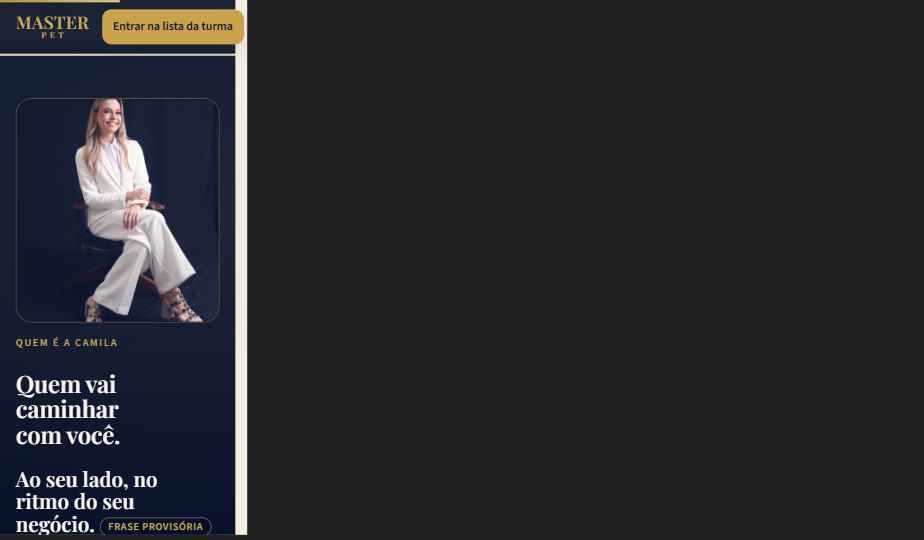 MASTER
PET
Entrar na lista da turma
QUEM É A CAMILA
Quem vai
caminhar
com você.
Ao seu lado, no
ritmo do seu
negócio. FRASE PROVISÓRIA